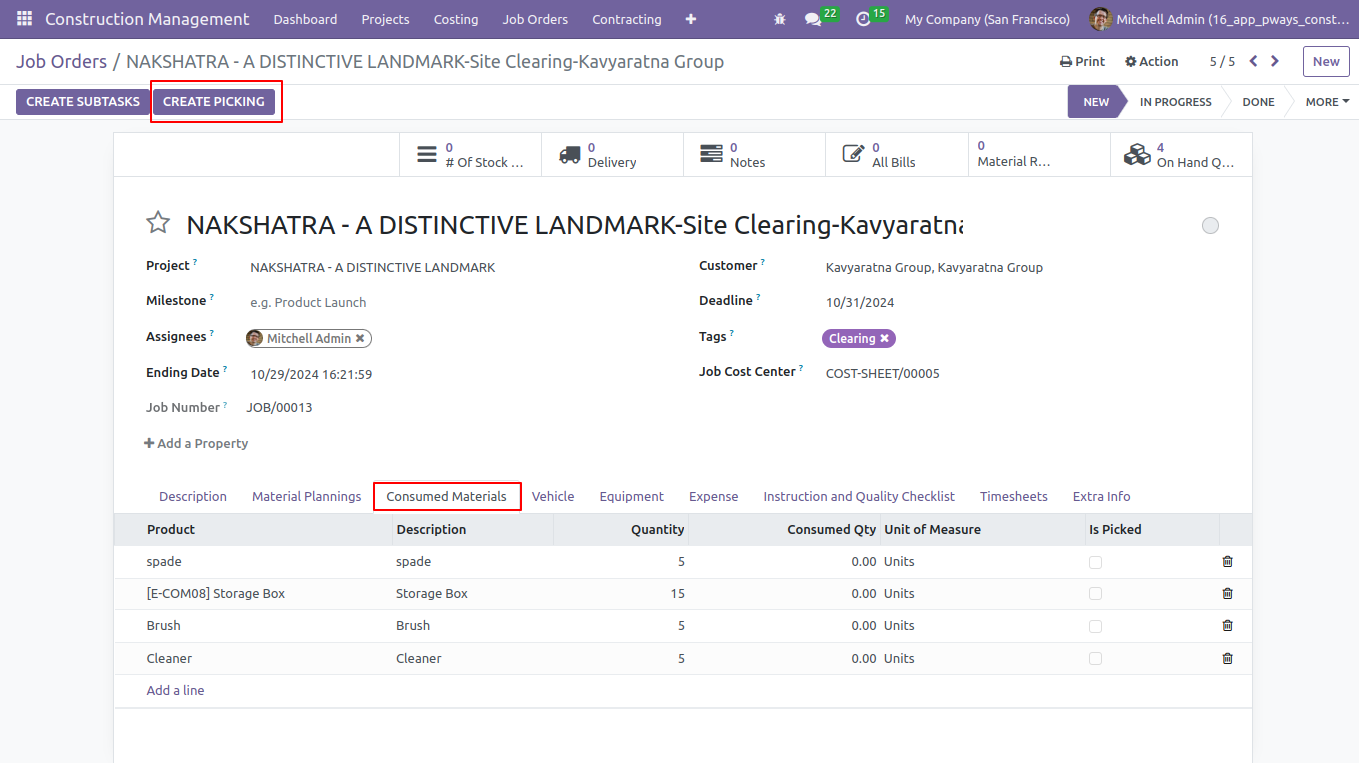 Construction Management Dashboard Projects Costing Job Orders Contracting 22 15 My Company (San Francisco) Mitchell Admin (16_app_pways_const...
Job Orders / NAKSHATRA - A DISTINCTIVE LANDMARK-Site Clearing-Kavyaratna Group Print Action 5 / 5 New
CREATE SUBTASKS CREATE PICKING NEW IN PROGRESS DONE MORE
0 0 0 0 0 4
# Of Stock ... Delivery Notes All Bills Material R... On Hand Q...
NAKSHATRA - A DISTINCTIVE LANDMARK-Site Clearing-Kavyaratna
Project ? NAKSHATRA - A DISTINCTIVE LANDMARK Customer ? Kavyaratna Group, Kavyaratna Group
Milestone ? e.g. Product Launch Deadline ? 10/31/2024
Assignees ? Mitchell Admin Tags ? Clearing
Ending Date ? 10/29/2024 16:21:59 Job Cost Center ? COST-SHEET/00005
Job Number ? JOB/00013
Add a Property
Description Material Plannings Consumed Materials Vehicle Equipment Expense Instruction and Quality Checklist Timesheets Extra Info
Product Description Quantity Consumed Qty Unit of Measure Is Picked
spade spade 5 0.00 Units
[E-COM08] Storage Box Storage Box 15 0.00 Units
Brush Brush 5 0.00 Units
Cleaner Cleaner 5 0.00 Units
Add a line